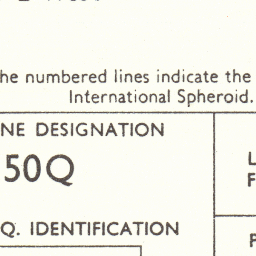 he numbered lines indicate the
International Spheroid.
NE DESIGNATION
50Q
L
F
Q. IDENTIFICATION
P